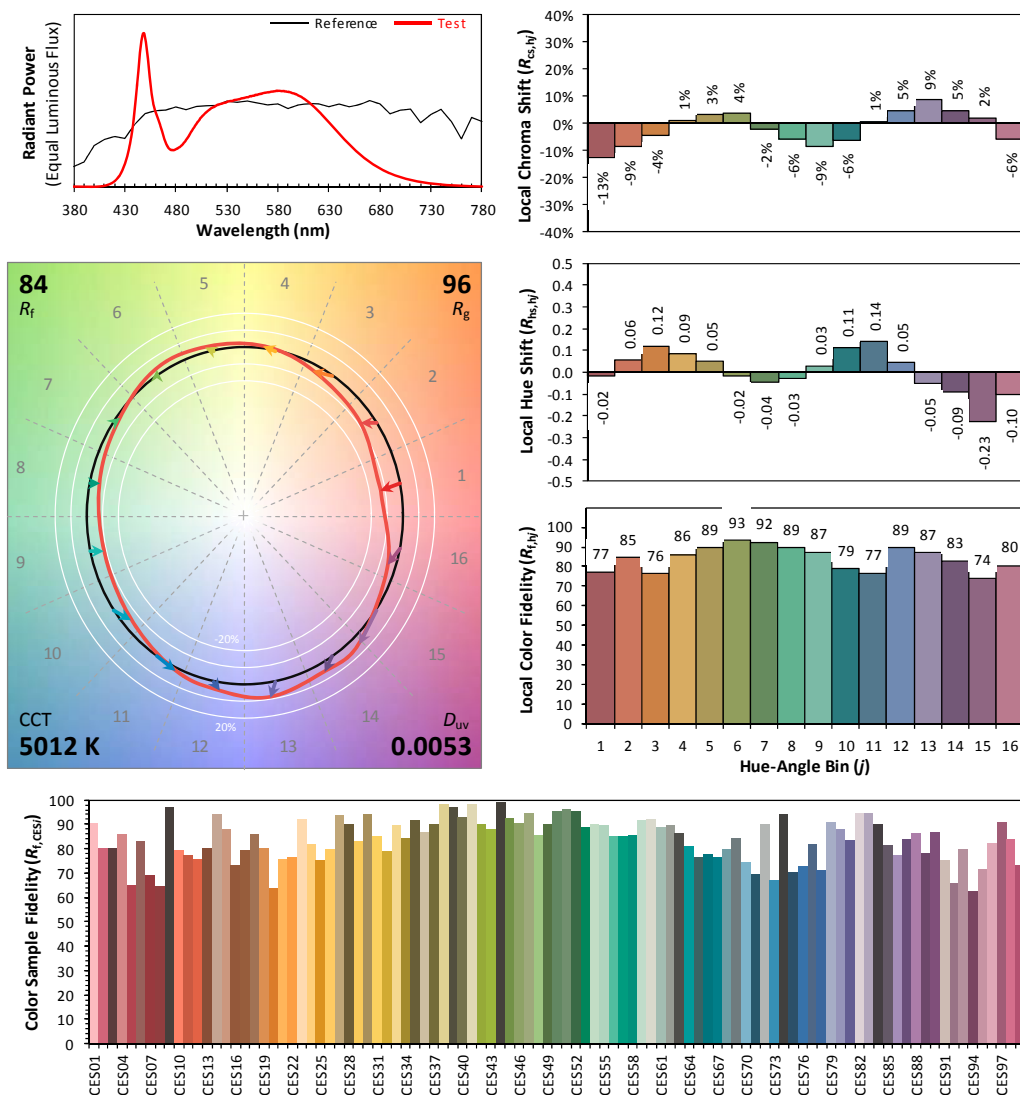 Radiant Power
(Equal Luminous Flux)
Reference
Test
380 430 480 530 580 630 680 730 780
Wavelength (nm)
Local Chroma Shift (Rcs,hj)
40%
30%
20%
10%
0%
-10%
-20%
-30%
-40%
-13%
-9%
-4%
1%
3%
4%
-2%
-6%
-9%
-6%
1%
5%
9%
5%
2%
-6%
84
Rf
96
Rg
5
4
6
3
7
2
8
1
9
16
10
15
11
14
12
13
-20%
20%
CCT
5012 K
Duv
0.0053
Local Hue Shift (Rhs,hj)
0.5
0.4
0.3
0.2
0.1
0.0
-0.1
-0.2
-0.3
-0.4
-0.5
-0.02
0.06
0.12
0.09
0.05
-0.02
-0.04
-0.03
0.03
0.11
0.14
0.05
-0.05
-0.09
-0.23
-0.10
Local Color Fidelity (Rf,hj)
100
90
80
70
60
50
40
30
20
10
0
77 85 76 86 89 93 92 89 87 79 77 89 87 83 74 80
1 2 3 4 5 6 7 8 9 10 11 12 13 14 15 16
Hue-Angle Bin (j)
Color Sample Fidelity (Rf,CESi)
100
90
80
70
60
50
40
30
20
10
0
CES01
CES04
CES07
CES10
CES13
CES16
CES19
CES22
CES25
CES28
CES31
CES34
CES37
CES40
CES43
CES46
CES49
CES52
CES55
CES58
CES61
CES64
CES67
CES70
CES73
CES76
CES79
CES82
CES85
CES88
CES91
CES94
CES97